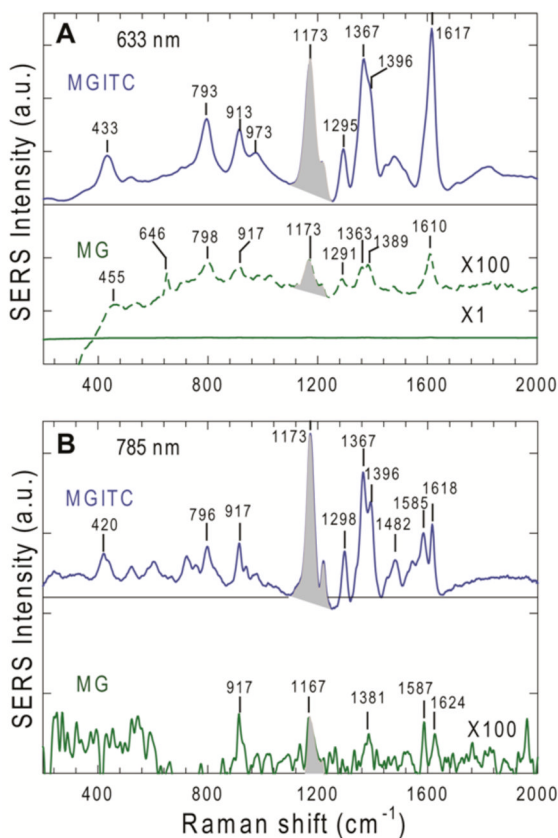 A 633 nm
1173 1367 1617
MGITC
1396
793
913
973
433
1295
SERS Intensity (a.u.)
MG
646 798 917 1173 1363 1389 1610
455
1291
X100
X1
400 800 1200 1600 2000
B 785 nm
1173 1367
1396
MGITC
420 796 917 1298 1482 1585 1618
SERS Intensity (a.u.)
MG
917 1167 1381 1587 1624
X100
400 800 1200 1600 2000
Raman shift (cm⁻¹)